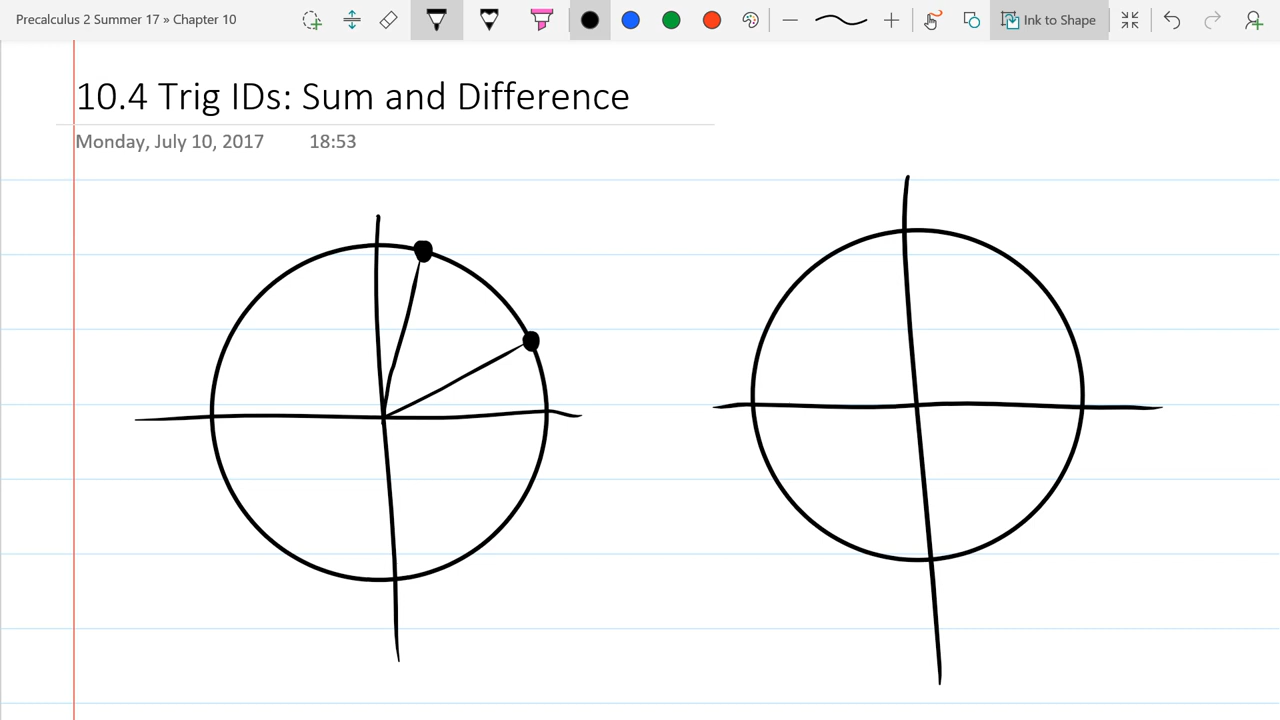 Precalculus 2 Summer 17 » Chapter 10
Ink to Shape
10.4 Trig IDs: Sum and Difference
Monday, July 10, 2017 18:53